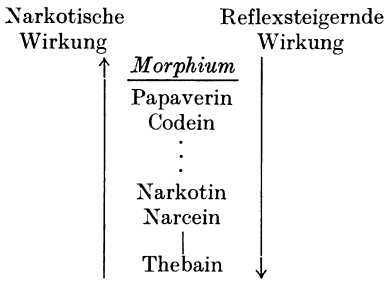 Narkotische
Wirkung
Reflexsteigernde
Wirkung
Morphium
Papaverin
Codein
Narkotin
Narcein
Thebain